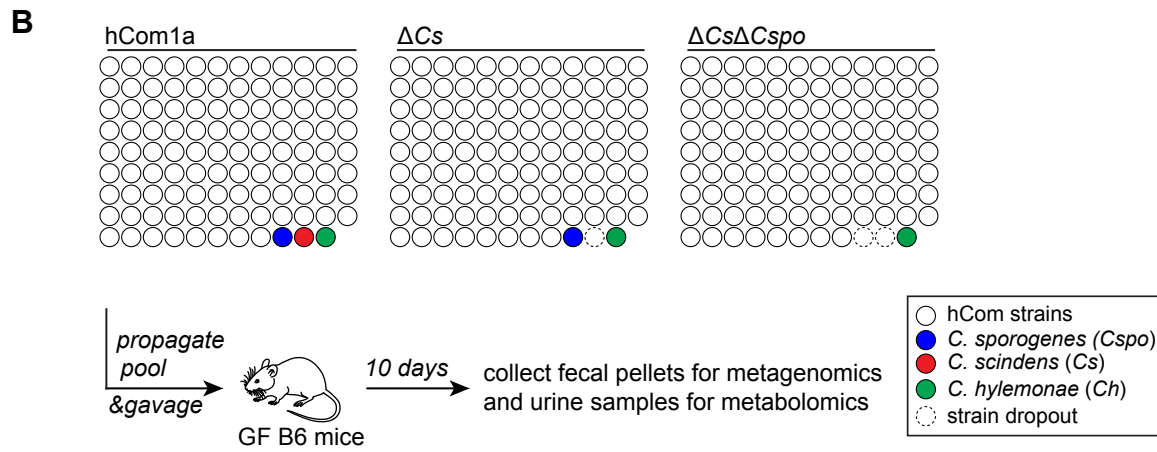 B
hCom1a
ΔCs
ΔCsΔCspo
propagate
pool
&gavage
GF B6 mice
10 days
collect fecal pellets for metagenomics
and urine samples for metabolomics
hCom strains
C. sporogenes (Cspo)
C. scindens (Cs)
C. hylemonae (Ch)
strain dropout